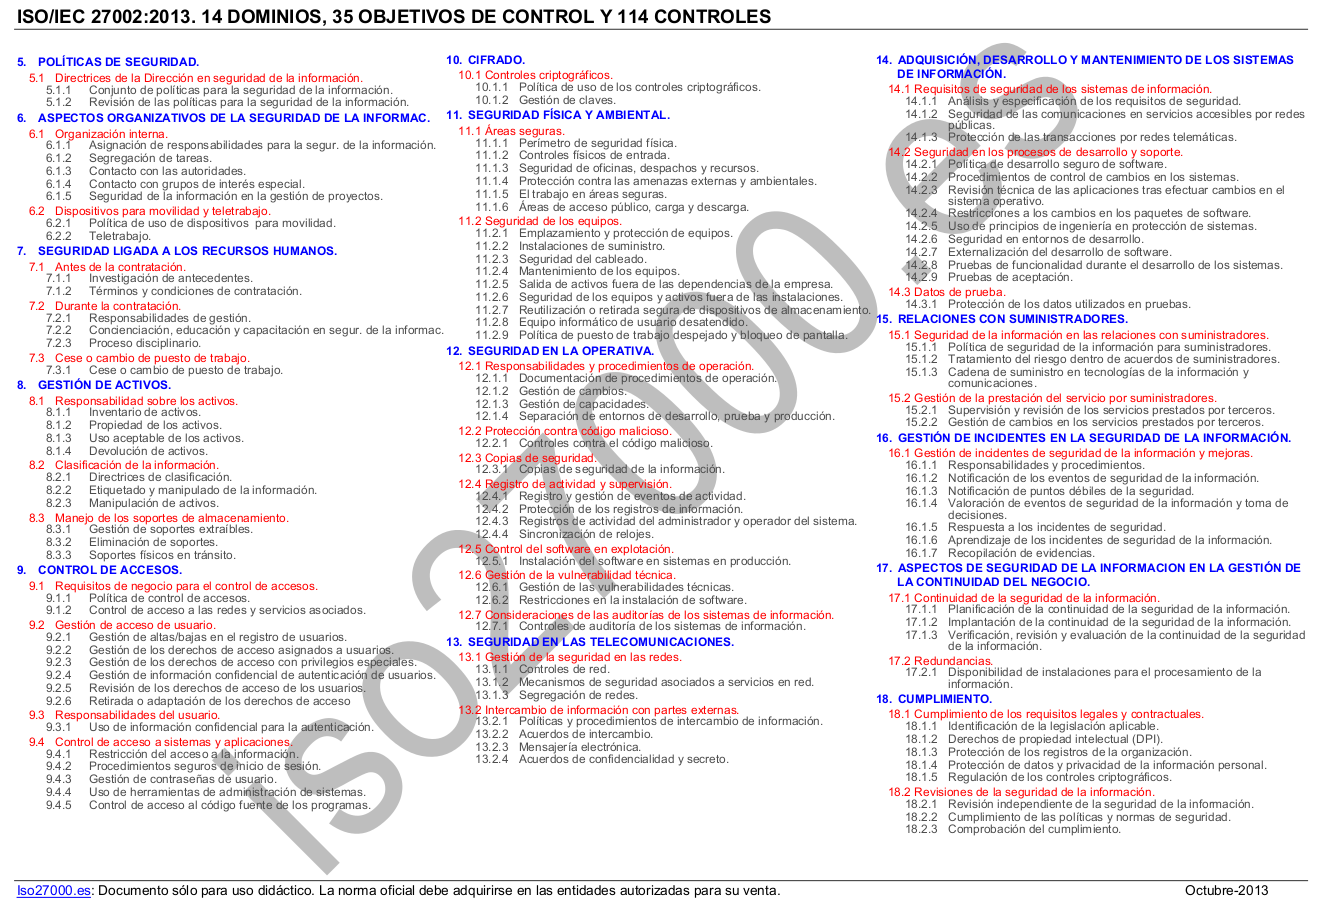 ISO/IEC 27002:2013. 14 DOMINIOS, 35 OBJETIVOS DE CONTROL Y 114 CONTROLES
5. POLÍTICAS DE SEGURIDAD.
5.1 Directrices de la Dirección en seguridad de la información.
5.1.1 Conjunto de políticas para la seguridad de la información.
5.1.2 Revisión de las políticas para la seguridad de la información.
6. ASPECTOS ORGANIZATIVOS DE LA SEGURIDAD DE LA INFORMAC.
6.1 Organización interna.
6.1.1 Asignación de responsabilidades para la segur. de la información.
6.1.2 Segregación de tareas.
6.1.3 Contacto con las autoridades.
6.1.4 Contacto con grupos de interés especial.
6.1.5 Seguridad de la información en la gestión de proyectos.
6.2 Dispositivos para movilidad y teletrabajo.
6.2.1 Política de uso de dispositivos para movilidad.
6.2.2 Teletrabajo.
7. SEGURIDAD LIGADA A LOS RECURSOS HUMANOS.
7.1 Antes de la contratación.
7.1.1 Investigación de antecedentes.
7.1.2 Términos y condiciones de contratación.
7.2 Durante la contratación.
7.2.1 Responsabilidades de gestión.
7.2.2 Concienciación, educación y capacitación en segur. de la informac.
7.2.3 Proceso disciplinario.
7.3 Cese o cambio de puesto de trabajo.
7.3.1 Cese o cambio de puesto de trabajo.
8. GESTIÓN DE ACTIVOS.
8.1 Responsabilidad sobre los activos.
8.1.1 Inventario de activos.
8.1.2 Propiedad de los activos.
8.1.3 Uso aceptable de los activos.
8.1.4 Devolución de activos.
8.2 Clasificación de la información.
8.2.1 Directrices de clasificación.
8.2.2 Etiquetado y manipulado de la información.
8.2.3 Manipulación de activos.
8.3 Manejo de los soportes de almacenamiento.
8.3.1 Gestión de soportes extraíbles.
8.3.2 Eliminación de soportes.
8.3.3 Soportes físicos en tránsito.
9. CONTROL DE ACCESOS.
9.1 Requisitos de negocio para el control de accesos.
9.1.1 Política de control de accesos.
9.1.2 Control de acceso a las redes y servicios asociados.
9.2 Gestión de acceso de usuario.
9.2.1 Gestión de altas/bajas en el registro de usuarios.
9.2.2 Gestión de los derechos de acceso asignados a usuarios.
9.2.3 Gestión de los derechos de acceso con privilegios especiales.
9.2.4 Gestión de información confidencial de autenticación de usuarios.
9.2.5 Revisión de los derechos de acceso de los usuarios.
9.2.6 Retirada o adaptación de los derechos de acceso
9.3 Responsabilidades del usuario.
9.3.1 Uso de información confidencial para la autenticación.
9.4 Control de acceso a sistemas y aplicaciones.
9.4.1 Restricción del acceso a la información.
9.4.2 Procedimientos seguros de inicio de sesión.
9.4.3 Gestión de contraseñas de usuario.
9.4.4 Uso de herramientas de administración de sistemas.
9.4.5 Control de acceso al código fuente de los programas.
10. CIFRADO.
10.1 Controles criptográficos.
10.1.1 Política de uso de los controles criptográficos.
10.1.2 Gestión de claves.
11. SEGURIDAD FÍSICA Y AMBIENTAL.
11.1 Áreas seguras.
11.1.1 Perímetro de seguridad física.
11.1.2 Controles físicos de entrada.
11.1.3 Seguridad de oficinas, despachos y recursos.
11.1.4 Protección contra las amenazas externas y ambientales.
11.1.5 El trabajo en áreas seguras.
11.1.6 Áreas de acceso público, carga y descarga.
11.2 Seguridad de los equipos.
11.2.1 Emplazamiento y protección de equipos.
11.2.2 Instalaciones de suministro.
11.2.3 Seguridad del cableado.
11.2.4 Mantenimiento de los equipos.
11.2.5 Salida de activos fuera de las dependencias de la empresa.
11.2.6 Seguridad de los equipos y activos fuera de las instalaciones.
11.2.7 Reutilización o retirada segura de dispositivos de almacenamiento.
11.2.8 Equipo informático de usuario desatendido.
11.2.9 Política de puesto de trabajo despejado y bloqueo de pantalla.
12. SEGURIDAD EN LA OPERATIVA.
12.1 Responsabilidades y procedimientos de operación.
12.1.1 Documentación de procedimientos de operación.
12.1.2 Gestión de cambios.
12.1.3 Gestión de capacidades.
12.1.4 Separación de entornos de desarrollo, prueba y producción.
12.2 Protección contra código malicioso.
12.2.1 Controles contra el código malicioso.
12.3 Copias de seguridad.
12.3.1 Copias de seguridad de la información.
12.4 Registro de actividad y supervisión.
12.4.1 Registro y gestión de eventos de actividad.
12.4.2 Protección de los registros de información.
12.4.3 Registros de actividad del administrador y operador del sistema.
12.4.4 Sincronización de relojes.
12.5 Control del software en explotación.
12.5.1 Instalación del software en sistemas en producción.
12.6 Gestión de la vulnerabilidad técnica.
12.6.1 Gestión de las vulnerabilidades técnicas.
12.6.2 Restricciones en la instalación de software.
12.7 Consideraciones de las auditorías de los sistemas de información.
12.7.1 Controles de auditoría de los sistemas de información.
13. SEGURIDAD EN LAS TELECOMUNICACIONES.
13.1 Gestión de la seguridad en las redes.
13.1.1 Controles de red.
13.1.2 Mecanismos de seguridad asociados a servicios en red.
13.1.3 Segregación de redes.
13.2 Intercambio de información con partes externas.
13.2.1 Políticas y procedimientos de intercambio de información.
13.2.2 Acuerdos de intercambio.
13.2.3 Mensajería electrónica.
13.2.4 Acuerdos de confidencialidad y secreto.
14. ADQUISICIÓN, DESARROLLO Y MANTENIMIENTO DE LOS SISTEMAS
DE INFORMACIÓN.
14.1 Requisitos de seguridad de los sistemas de información.
14.1.1 Análisis y especificación de los requisitos de seguridad.
14.1.2 Seguridad de las comunicaciones en servicios accesibles por redes
públicas.
14.1.3 Protección de las transacciones por redes telemáticas.
14.2 Seguridad en los procesos de desarrollo y soporte.
14.2.1 Política de desarrollo seguro de software.
14.2.2 Procedimientos de control de cambios en los sistemas.
14.2.3 Revisión técnica de las aplicaciones tras efectuar cambios en el
sistema operativo.
14.2.4 Restricciones a los cambios en los paquetes de software.
14.2.5 Uso de principios de ingeniería en protección de sistemas.
14.2.6 Seguridad en entornos de desarrollo.
14.2.7 Externalización del desarrollo de software.
14.2.8 Pruebas de funcionalidad durante el desarrollo de los sistemas.
14.2.9 Pruebas de aceptación.
14.3 Datos de prueba.
14.3.1 Protección de los datos utilizados en pruebas.
15. RELACIONES CON SUMINISTRADORES.
15.1 Seguridad de la información en las relaciones con suministradores.
15.1.1 Política de seguridad de la información para suministradores.
15.1.2 Tratamiento del riesgo dentro de acuerdos de suministradores.
15.1.3 Cadena de suministro en tecnologías de la información y
comunicaciones.
15.2 Gestión de la prestación del servicio por suministradores.
15.2.1 Supervisión y revisión de los servicios prestados por terceros.
15.2.2 Gestión de cambios en los servicios prestados por terceros.
16. GESTIÓN DE INCIDENTES EN LA SEGURIDAD DE LA INFORMACIÓN.
16.1 Gestión de incidentes de seguridad de la información y mejoras.
16.1.1 Responsabilidades y procedimientos.
16.1.2 Notificación de los eventos de seguridad de la información.
16.1.3 Notificación de puntos débiles de la seguridad.
16.1.4 Valoración de eventos de seguridad de la información y toma de
decisiones.
16.1.5 Respuesta a los incidentes de seguridad.
16.1.6 Aprendizaje de los incidentes de seguridad de la información.
16.1.7 Recopilación de evidencias.
17. ASPECTOS DE SEGURIDAD DE LA INFORMACION EN LA GESTIÓN DE
LA CONTINUIDAD DEL NEGOCIO.
17.1 Continuidad de la seguridad de la información.
17.1.1 Planificación de la continuidad de la seguridad de la información.
17.1.2 Implantación de la continuidad de la seguridad de la información.
17.1.3 Verificación, revisión y evaluación de la continuidad de la seguridad
de la información.
17.2 Redundancias.
17.2.1 Disponibilidad de instalaciones para el procesamiento de la
información.
18. CUMPLIMIENTO.
18.1 Cumplimiento de los requisitos legales y contractuales.
18.1.1 Identificación de la legislación aplicable.
18.1.2 Derechos de propiedad intelectual (DPI).
18.1.3 Protección de los registros de la organización.
18.1.4 Protección de datos y privacidad de la información personal.
18.1.5 Regulación de los controles criptográficos.
18.2 Revisiones de la seguridad de la información.
18.2.1 Revisión independiente de la seguridad de la información.
18.2.2 Cumplimiento de las políticas y normas de seguridad.
18.2.3 Comprobación del cumplimiento.
iso27000.es
Iso27000.es: Documento sólo para uso didáctico. La norma oficial debe adquirirse en las entidades autorizadas para su venta.
Octubre-2013